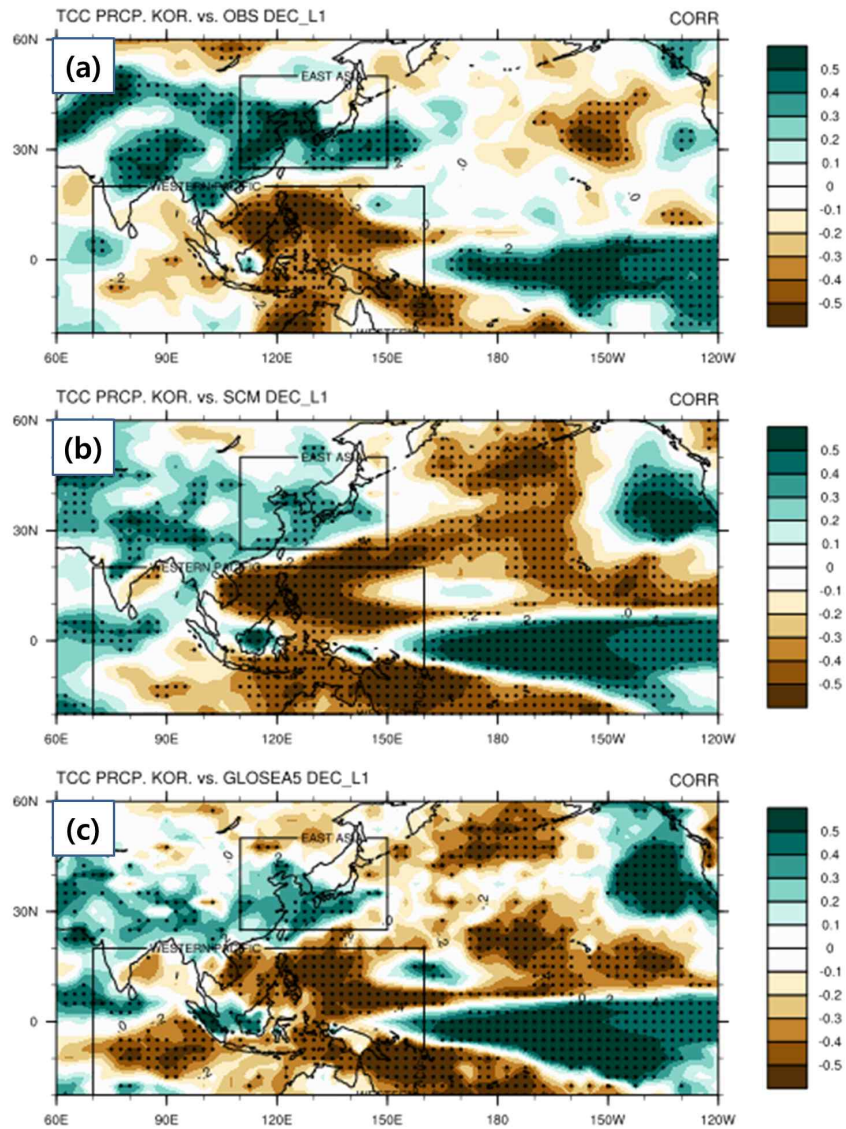 TCC PRCP. KOR. vs. OBS DEC_L1 CORR
(a)
60N
30N
0
60E 90E 120E 150E 180 150W 120W
EAST ASIA
WESTERN PACIFIC
WESTERN
0.5
0.4
0.3
0.2
0.1
0
-0.1
-0.2
-0.3
-0.4
-0.5
TCC PRCP. KOR. vs. SCM DEC_L1 CORR
(b)
60N
30N
0
60E 90E 120E 150E 180 150W 120W
EAST ASIA
WESTERN PACIFIC
0.5
0.4
0.3
0.2
0.1
0
-0.1
-0.2
-0.3
-0.4
-0.5
TCC PRCP. KOR. vs. GLOSEA5 DEC_L1 CORR
(c)
60N
30N
0
60E 90E 120E 150E 180 150W 120W
EAST ASIA
WESTERN PACIFIC
WESTERN
0.5
0.4
0.3
0.2
0.1
0
-0.1
-0.2
-0.3
-0.4
-0.5